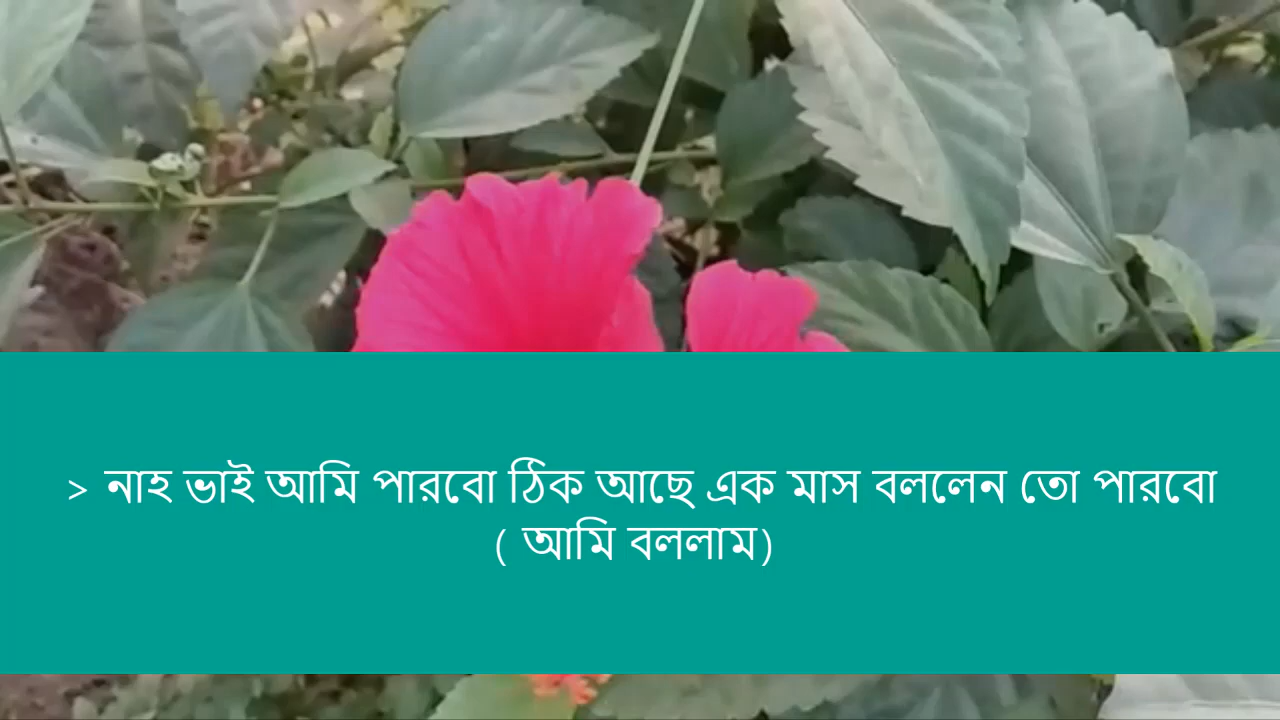 > নাহ ভাই আমি পারবো ঠিক আছে এক মাস বললেন তো পারবো
( আমি বললাম)